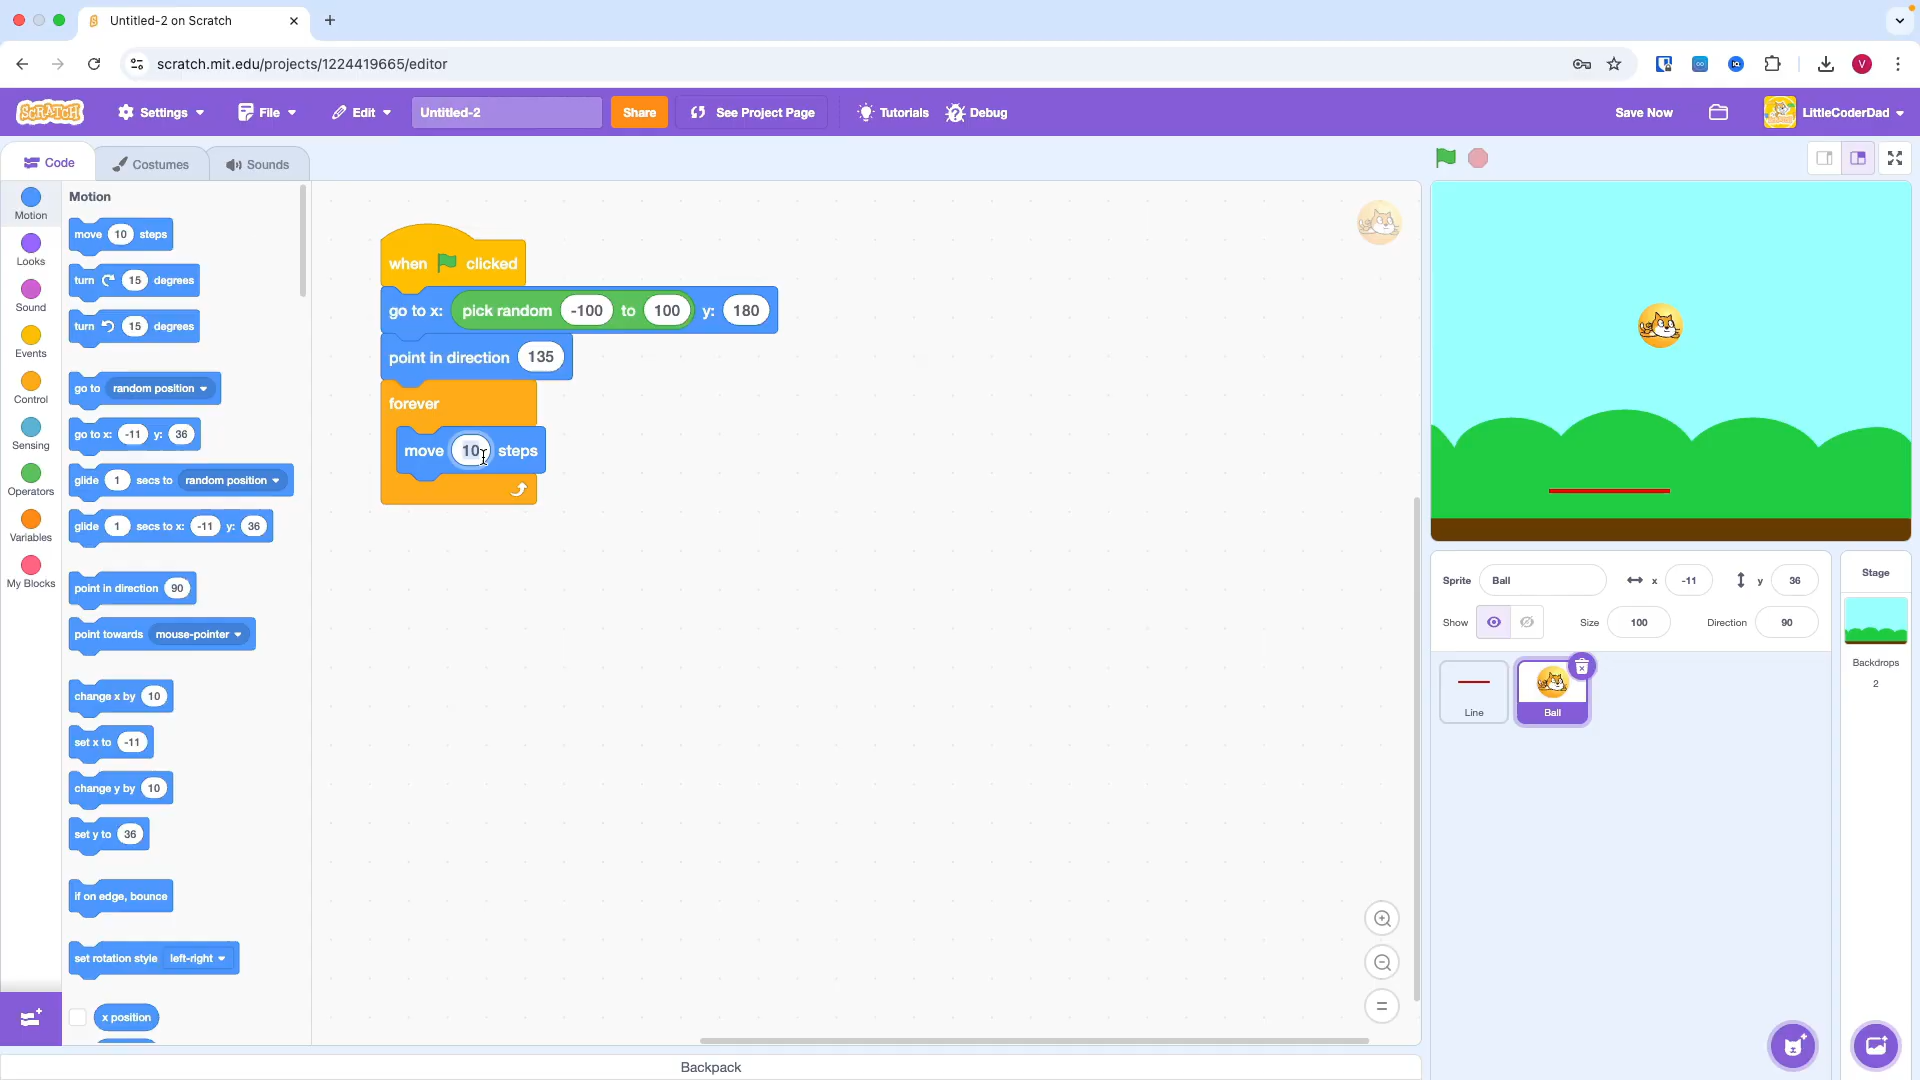 Untitled-2 on Scratch
scratch.mit.edu/projects/1224419665/editor
V
SCRATCH
Settings
File
Edit
Untitled-2
Share
See Project Page
Tutorials
Debug
Save Now
LittleCoderDad
Code
Costumes
Sounds
Motion
Looks
Sound
Events
Control
Sensing
Operators
Variables
My Blocks
Motion
move 10 steps
turn 15 degrees
turn 15 degrees
go to random position
go to x: -11 y: 36
glide 1 secs to random position
glide 1 secs to x: -11 y: 36
point in direction 90
point towards mouse-pointer
change x by 10
set x to -11
change y by 10
set y to 36
if on edge, bounce
set rotation style left-right
x position
when clicked
go to x: pick random -100 to 100 y: 180
point in direction 135
forever
move 10 steps
Backpack
Sprite Ball x -11 y 36
Show Size 100 Direction 90
Line
Ball
Stage
Backdrops
2